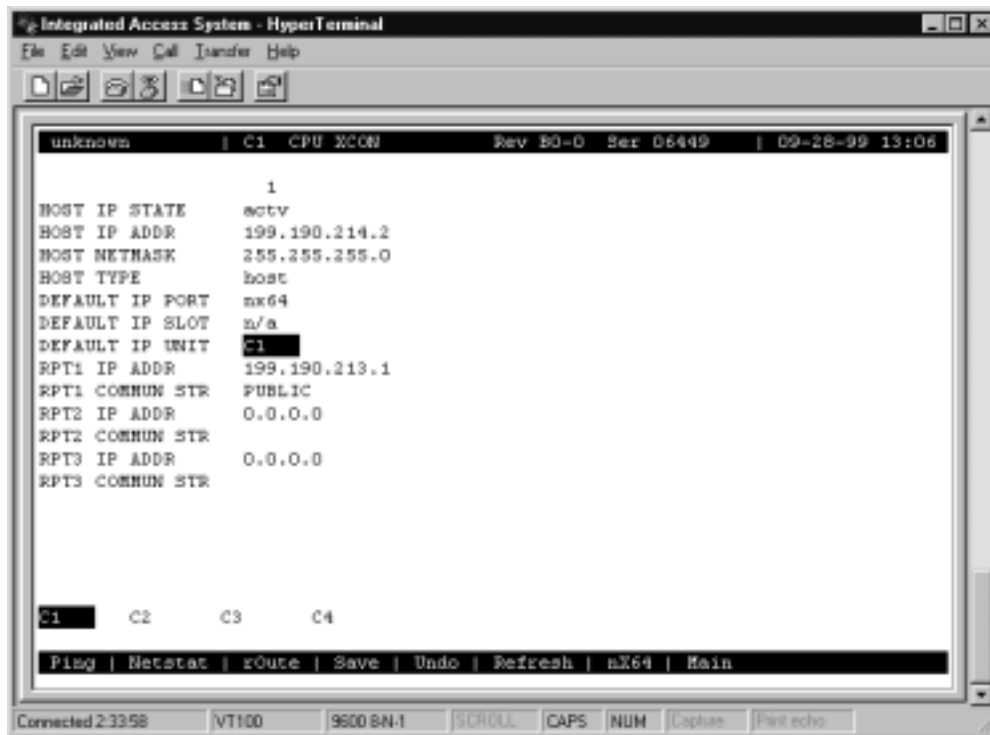 Integrated Access System - HyperTerminal
File Edit View Call Transfer Help
unknown | C1 CPU XCON Rev B0-0 Ser 06449 | 09-28-99 13:06
1
HOST IP STATE actv
HOST IP ADDR 199.190.214.2
HOST NETMASK 255.255.255.0
HOST TYPE host
DEFAULT IP PORT nx64
DEFAULT IP SLOT n/a
DEFAULT IP UNIT C1
RPT1 IP ADDR 199.190.213.1
RPT1 COMMUN STR PUBLIC
RPT2 IP ADDR 0.0.0.0
RPT2 COMMUN STR
RPT3 IP ADDR 0.0.0.0
RPT3 COMMUN STR
C1 C2 C3 C4
Ping | Netstat | rOute | Save | Undo | Refresh | nX64 | Main
Connected 2:33:58 VT100 9600 8-N-1 SCROLL CAPS NUM Capture Print echo